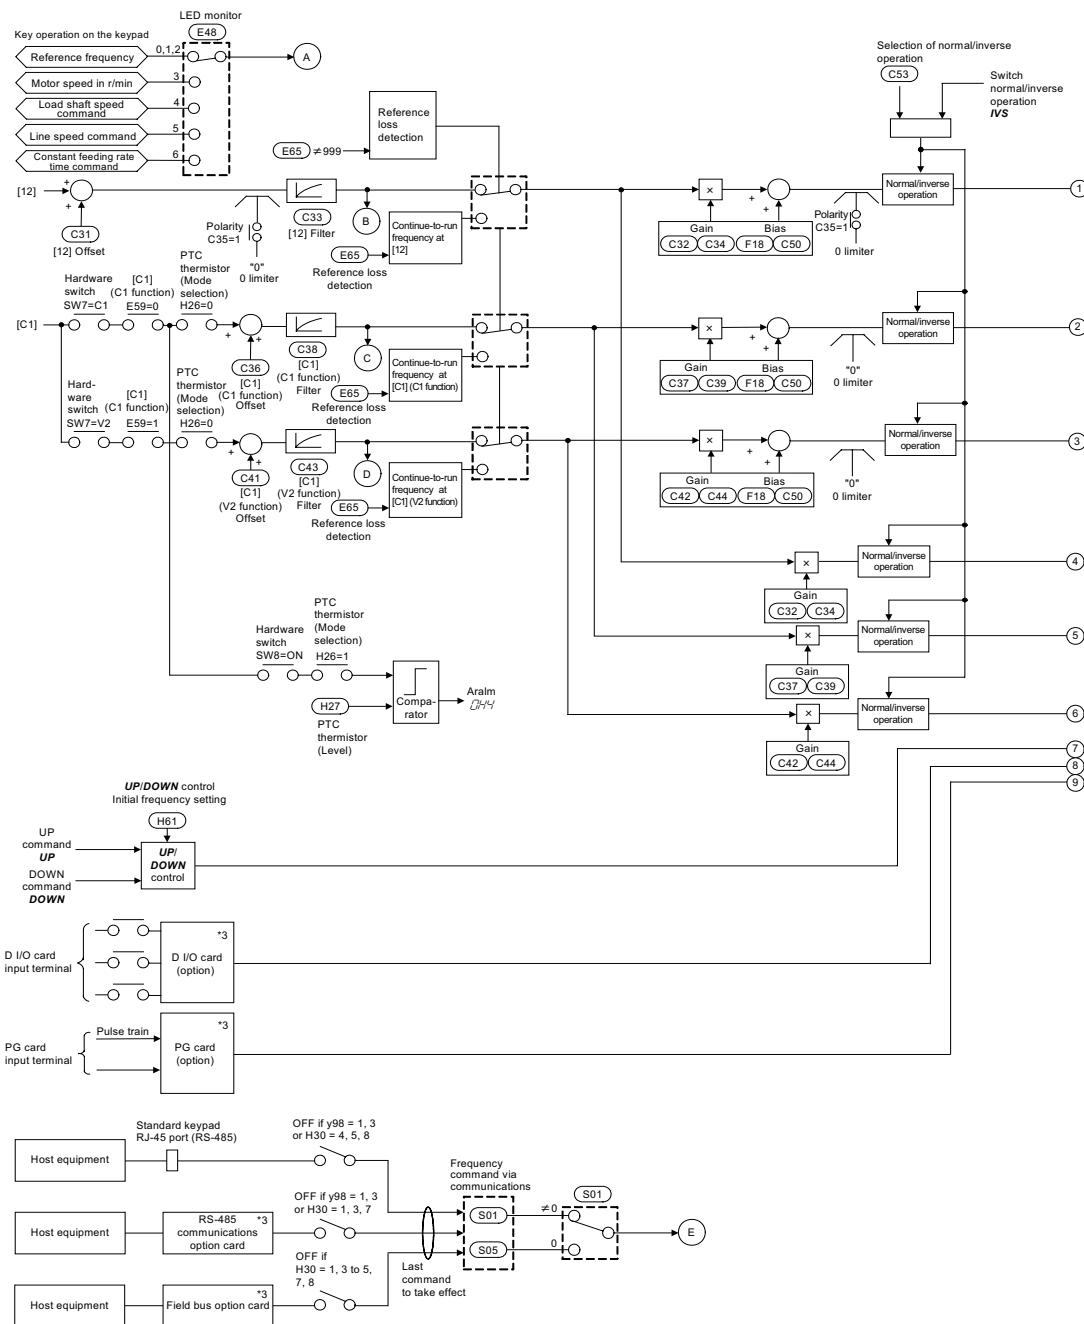 LED monitor
E48
Key operation on the keypad
Reference frequency
0,1,2
A
Motor speed in r/min
3
Load shaft speed
command
4
Line speed command
5
Constant feeding rate
time command
6
Reference
loss
detection
E65 ≠999
Selection of normal/inverse
operation
C53
Switch
normal/inverse
operation
IVS
[12]
+
+
C31
[12] Offset
Polarity
C35=1
"0"
0 limiter
C33
[12] Filter
B
E65
Reference loss
detection
Continue-to-run
frequency at
[12]
×
Gain
C32 C34
+
+
Bias
F18 C50
Polarity
C35=1
0 limiter
Normal/inverse
operation
1
[C1]
Hardware
switch
SW7=C1
[C1]
(C1 function)
E59=0
PTC
thermistor
(Mode
selection)
H26=0
+
+
C36
[C1]
(C1 function)
Offset
C38
[C1]
(C1 function)
Filter
C
E65
Reference loss
detection
Continue-to-run
frequency at
[C1] (C1 function)
×
Gain
C37 C39
+
+
Bias
F18 C50
"0"
0 limiter
Normal/inverse
operation
2
Hard-
ware
switch
SW7=V2
[C1]
(C1 function)
E59=1
PTC
thermistor
(Mode
selection)
H26=0
+
+
C41
[C1]
(V2 function)
Offset
C43
[C1]
(V2 function)
Filter
D
E65
Reference loss
detection
Continue-to-run
frequency at
[C1] (V2 function)
×
Gain
C42 C44
+
+
Bias
F18 C50
"0"
0 limiter
Normal/inverse
operation
3
×
Gain
C32 C34
Normal/inverse
operation
4
×
Gain
C37 C39
Normal/inverse
operation
5
Hardware
switch
SW8=ON
PTC
thermistor
(Mode
selection)
H26=1
H27
PTC
thermistor
(Level)
Compa-
rator
Aralm
OH4
×
Gain
C42 C44
Normal/inverse
operation
6
7
8
9
UP/DOWN control
Initial frequency setting
H61
UP
command
UP
DOWN
command
DOWN
UP/
DOWN
control
D I/O card
input terminal
*3
D I/O card
(option)
PG card
input terminal
Pulse train
*3
PG card
(option)
Host equipment
Standard keypad
RJ-45 port (RS-485)
OFF if y98 = 1, 3
or H30 = 4, 5, 8
Host equipment
RS-485 *3
communications
option card
OFF if y98 = 1, 3
or H30 = 1, 3, 7
Host equipment
*3
Field bus option card
OFF if
H30 = 1, 3 to 5,
7, 8
Last
command
to take effect
Frequency
command via
communications
S01
S05
≠0
0
S01
E